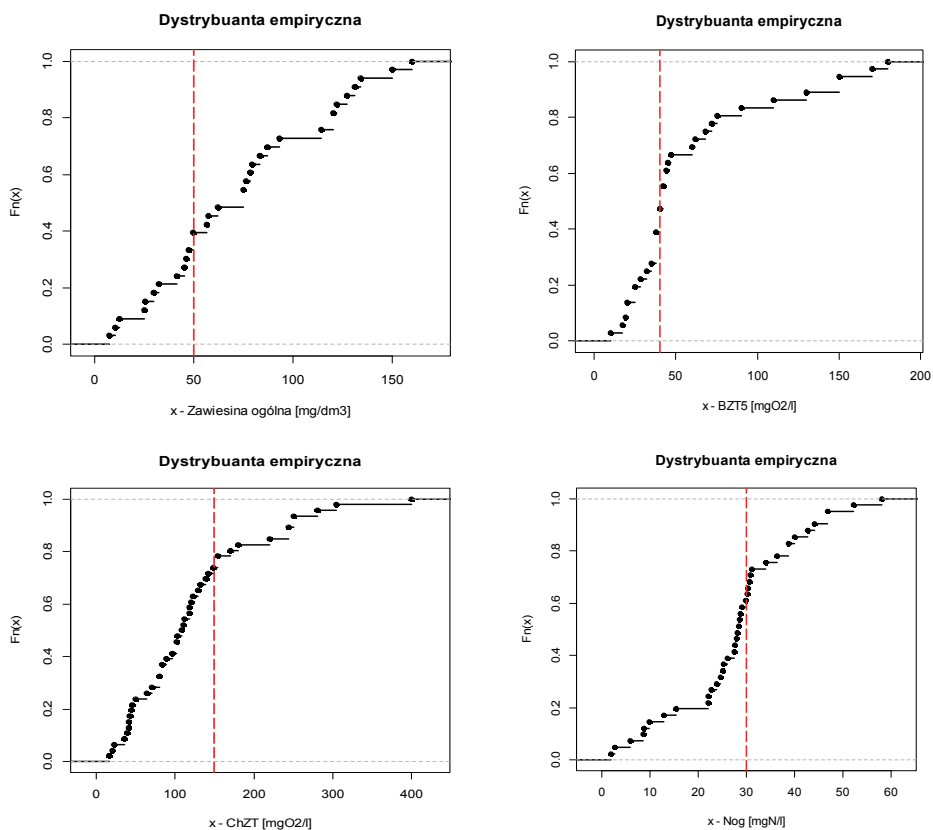 Dystrybuanta empiryczna
Fn(x)
0.0 0.2 0.4 0.6 0.8 1.0
0 50 100 150
x - Zawiesina ogólna [mg/dm3]
Dystrybuanta empiryczna
Fn(x)
0.0 0.2 0.4 0.6 0.8 1.0
0 50 100 150 200
x - BZT5 [mgO2/l]
Dystrybuanta empiryczna
Fn(x)
0.0 0.2 0.4 0.6 0.8 1.0
0 100 200 300 400
x - ChZT [mgO2/l]
Dystrybuanta empiryczna
Fn(x)
0.0 0.2 0.4 0.6 0.8 1.0
0 10 20 30 40 50 60
x - Nog [mgN/l]